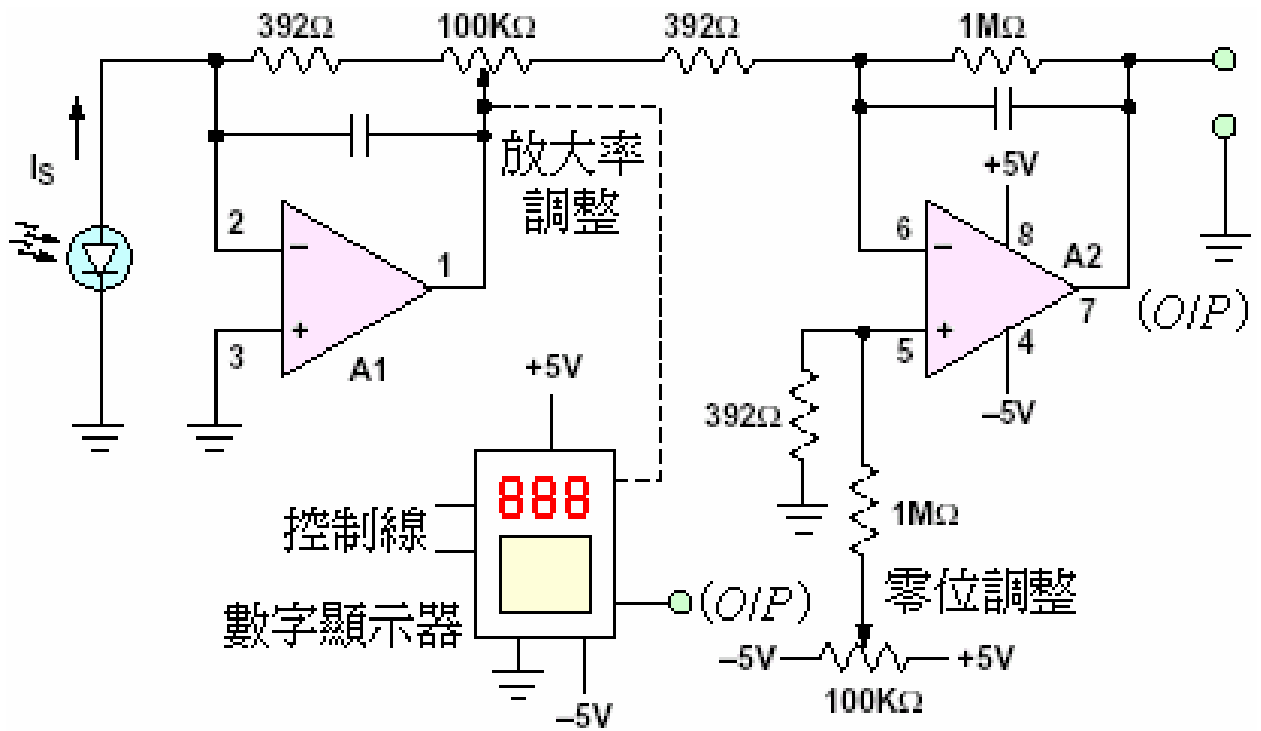 392Ω
100KΩ
392Ω
1MΩ
IS
放大率
調整
+5V
2
−
1
3
+
A1
6
−
8
A2
7
5
+
4
–5V
(O/P)
+5V
392Ω
888
1MΩ
控制線
數字顯示器
(O/P)
零位調整
–5V
+5V
100KΩ
–5V